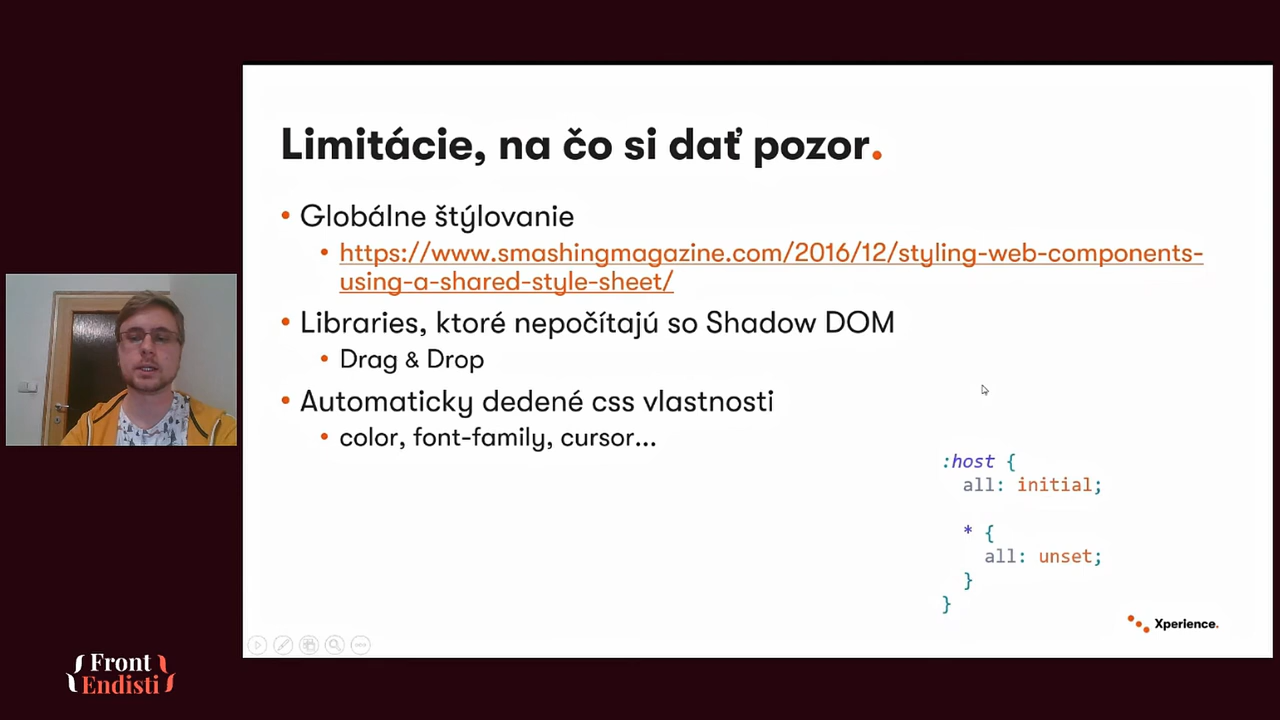 Limitácie, na čo si dať pozor.
• Globálne štýlovanie
• https://www.smashingmagazine.com/2016/12/styling-web-components-
using-a-shared-style-sheet/
• Libraries, ktoré nepočítajú so Shadow DOM
• Drag & Drop
• Automaticky dedené css vlastnosti
• color, font-family, cursor...
:host {
all: initial;
* {
all: unset;
}
}
Xperience.
{Front
Endisti}